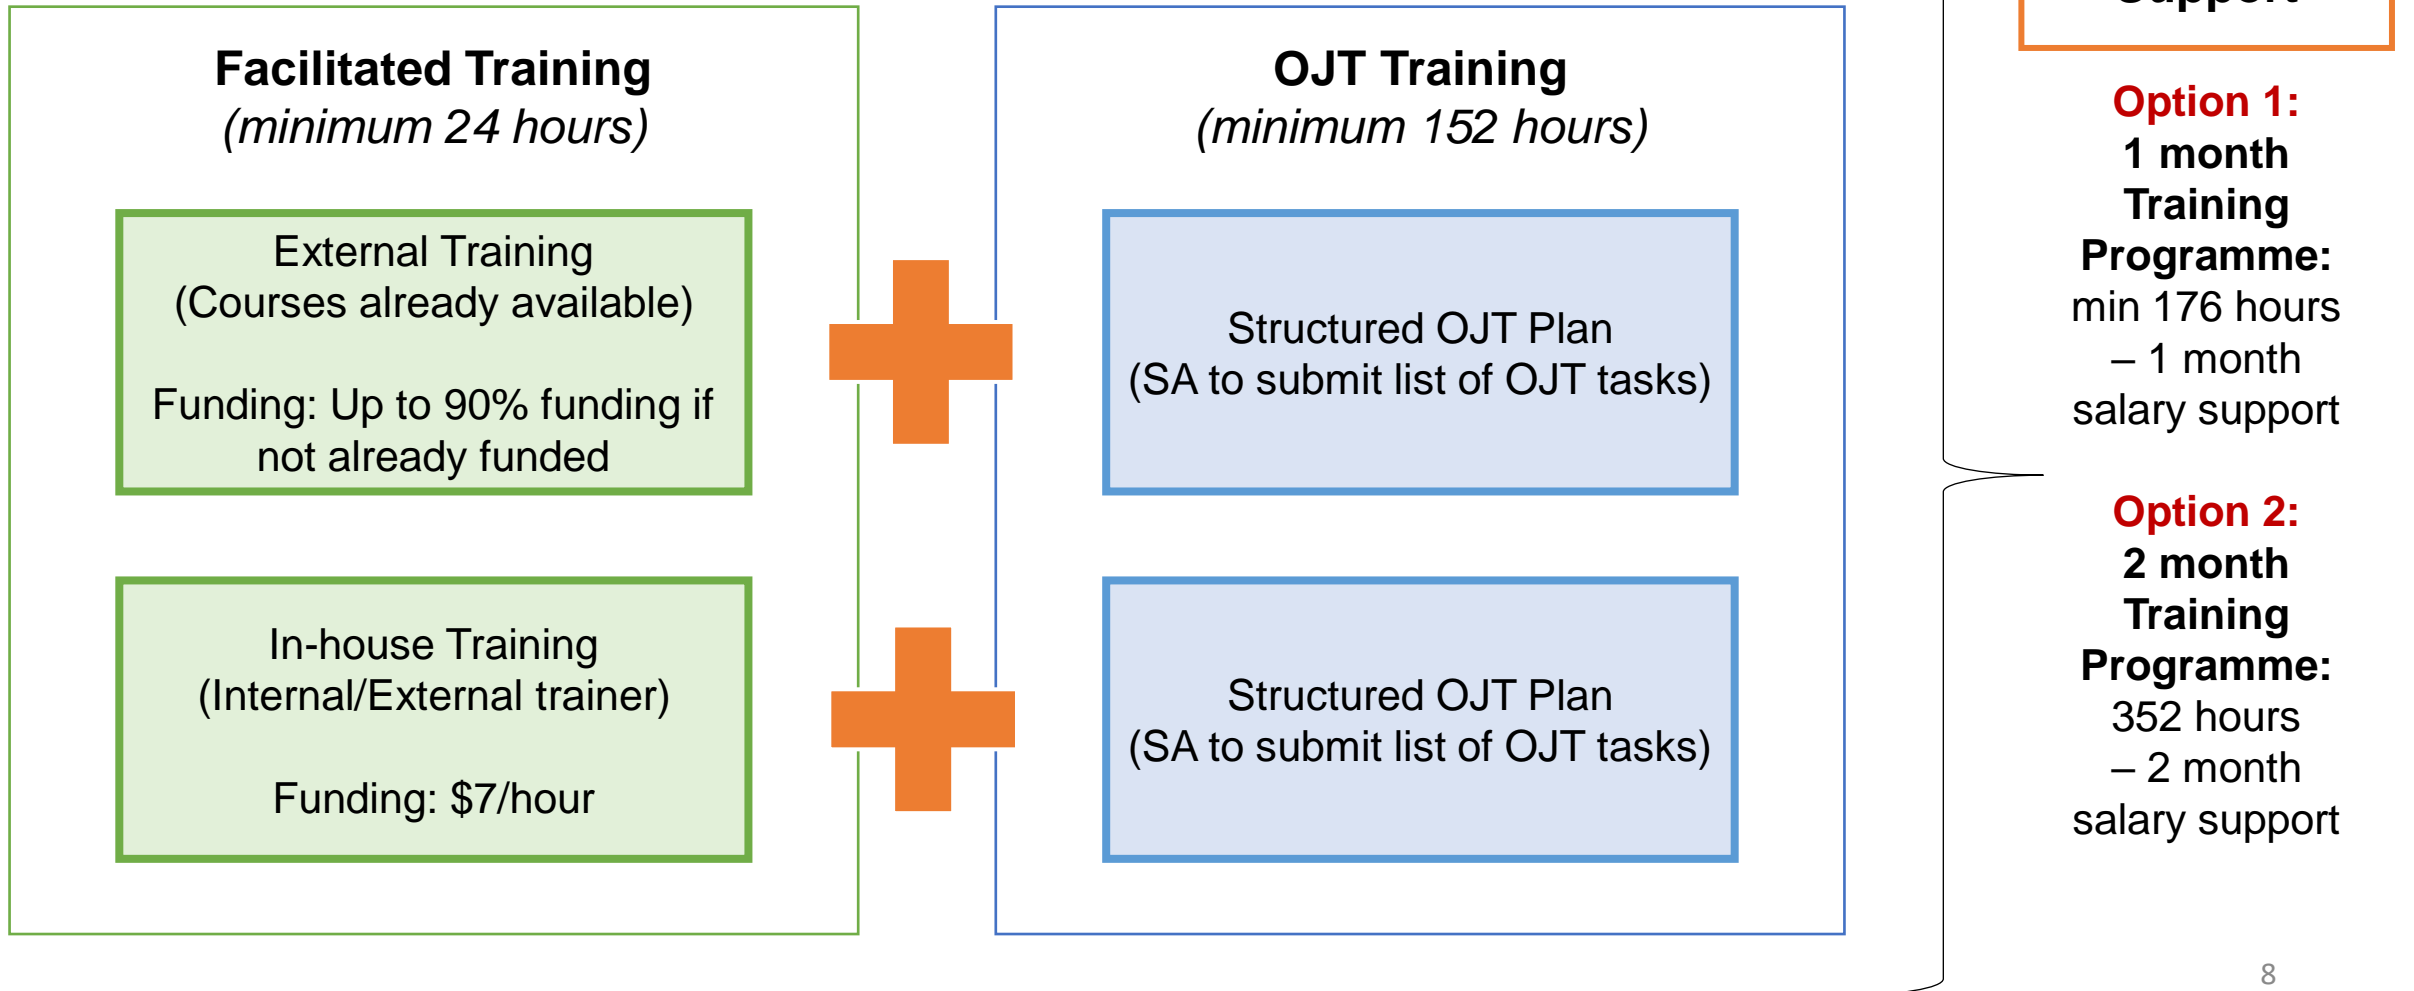 Support
Facilitated Training
(minimum 24 hours)
External Training
(Courses already available)
Funding: Up to 90% funding if
not already funded
In-house Training
(Internal/External trainer)
Funding: $7/hour
OJT Training
(minimum 152 hours)
Structured OJT Plan
(SA to submit list of OJT tasks)
Structured OJT Plan
(SA to submit list of OJT tasks)
Option 1:
1 month
Training
Programme:
min 176 hours
– 1 month
salary support
Option 2:
2 month
Training
Programme:
352 hours
– 2 month
salary support
8